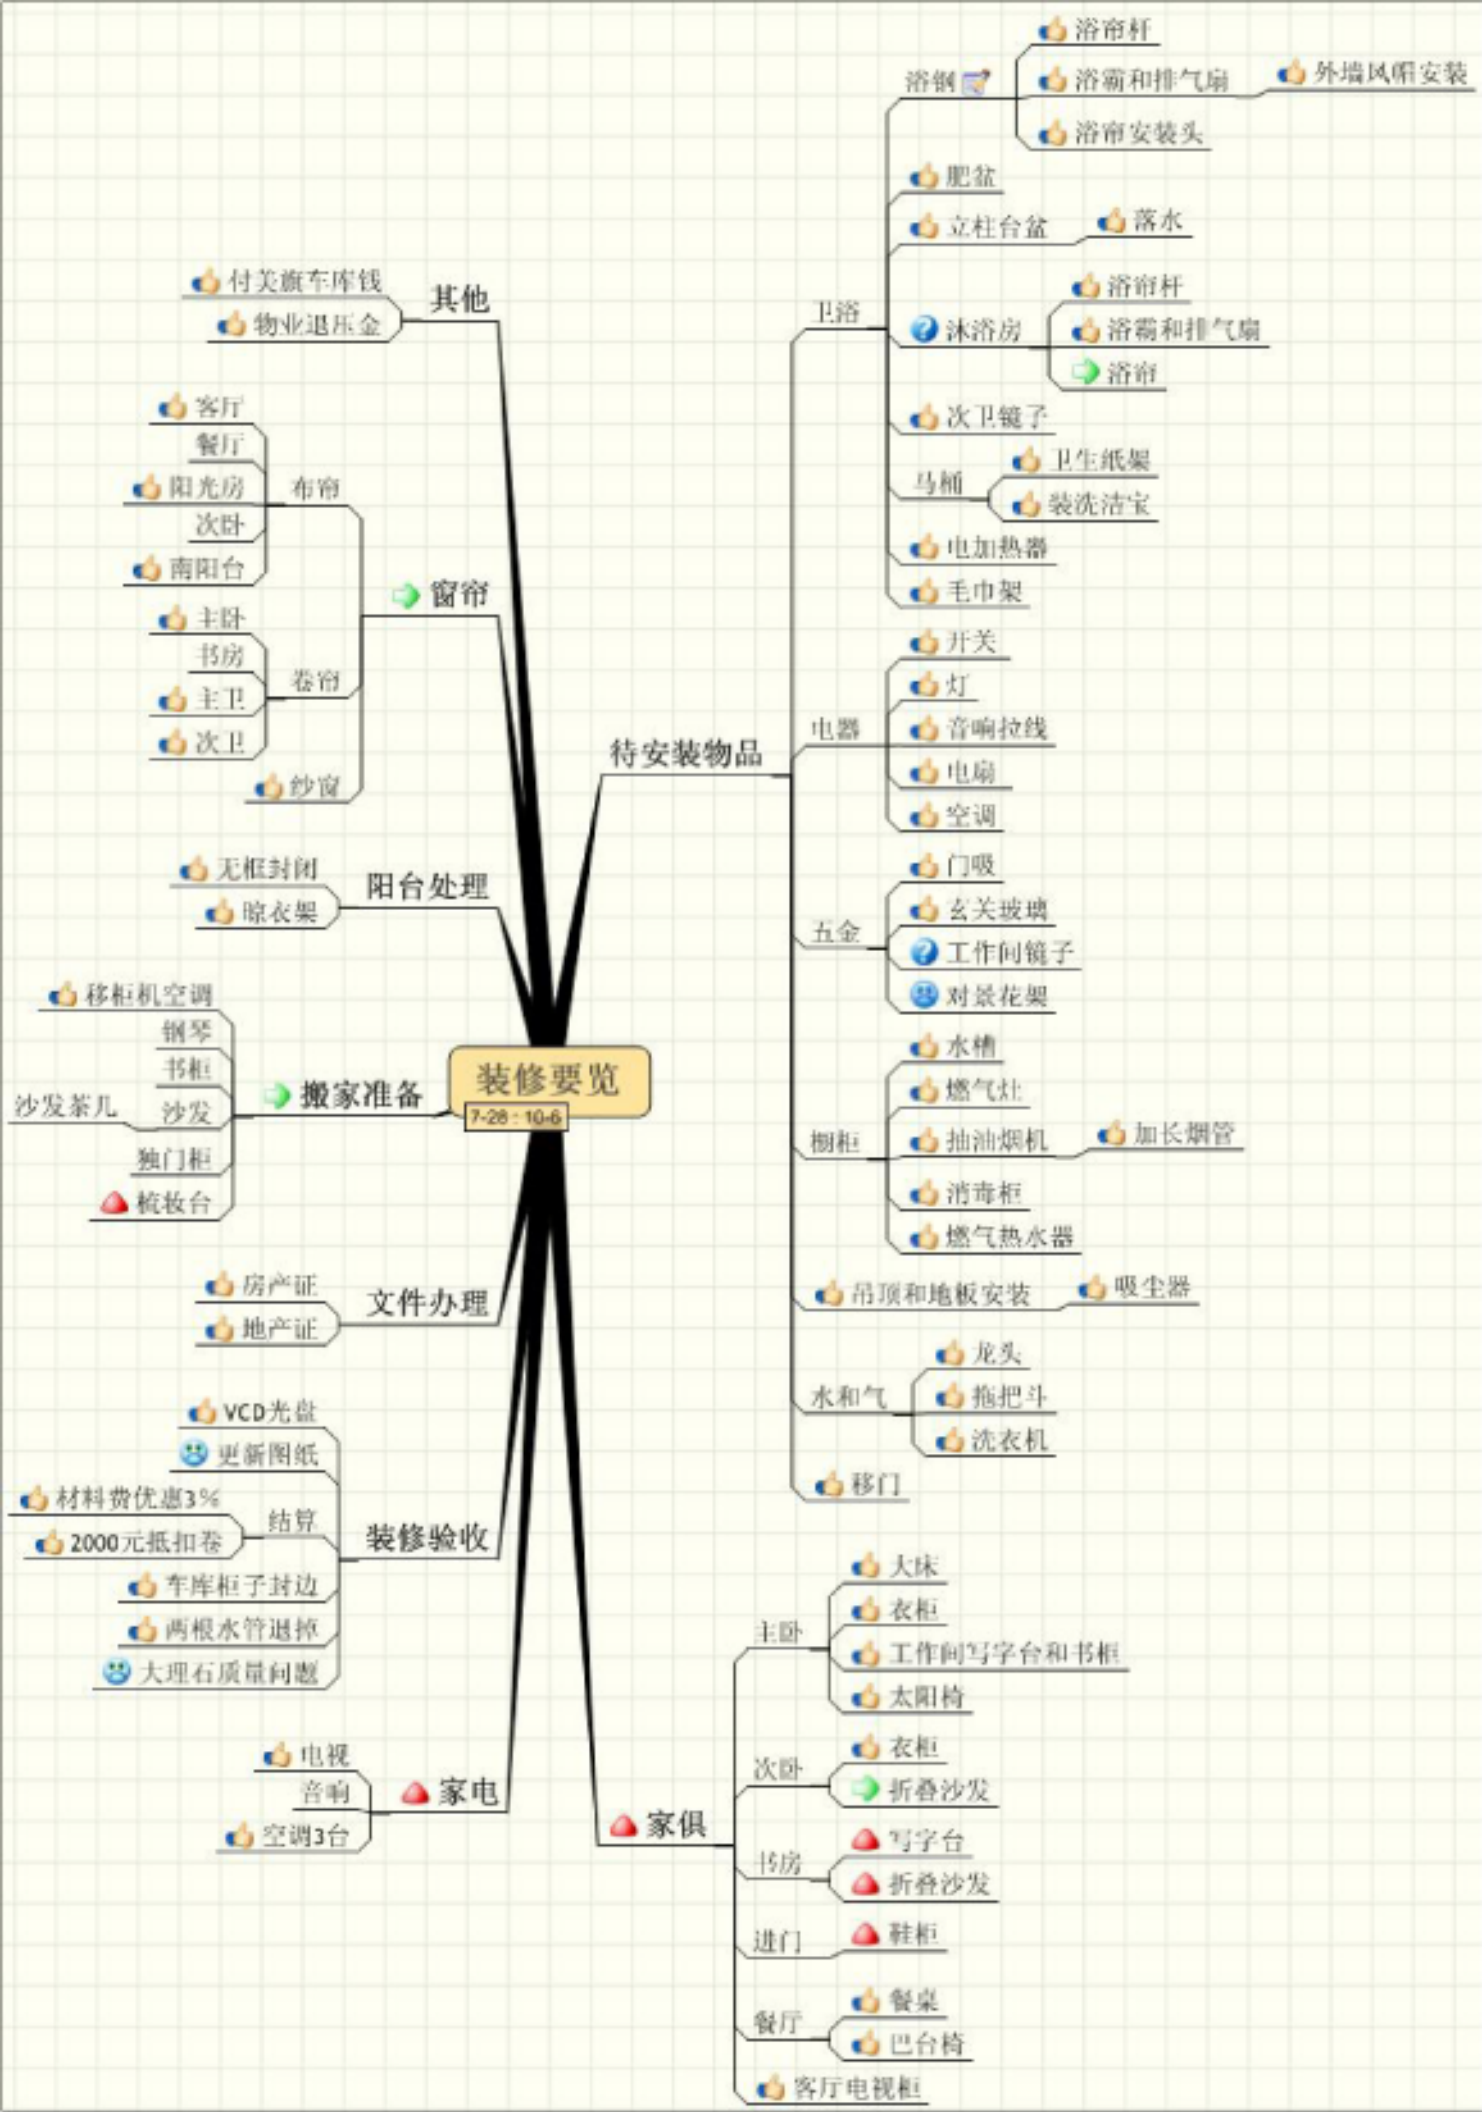 装修要览
7-28 : 10-6
待安装物品
卫浴
浴钢
浴帘杆
浴霸和排气扇
外墙风帽安装
浴帘安装头
肥盆
立柱台盆
落水
沐浴房
浴帘杆
浴霸和排气扇
浴帘
次卫镜子
马桶
卫生纸架
装洗洁宝
电加热器
毛巾架
电器
开关
灯
音响拉线
电扇
空调
五金
门吸
玄关玻璃
工作间镜子
对景花架
橱柜
水槽
燃气灶
抽油烟机
加长烟管
消毒柜
燃气热水器
吊顶和地板安装
吸尘器
水和气
龙头
拖把斗
洗衣机
移门
家俱
主卧
大床
衣柜
工作间写字台和书柜
太阳椅
次卧
衣柜
折叠沙发
书房
写字台
折叠沙发
进门
鞋柜
餐厅
餐桌
巴台椅
客厅电视柜
其他
付美旗车库钱
物业退压金
窗帘
布帘
客厅
餐厅
阳光房
次卧
南阳台
卷帘
主卧
书房
主卫
次卫
纱窗
阳台处理
无框封闭
晾衣架
搬家准备
移柜机空调
钢琴
书柜
沙发
沙发茶几
独门柜
梳妆台
文件办理
房产证
地产证
装修验收
VCD光盘
更新图纸
结算
材料费优惠3%
2000元抵扣卷
车库柜子封边
两根水管退掉
大理石质量问题
家电
电视
音响
空调3台